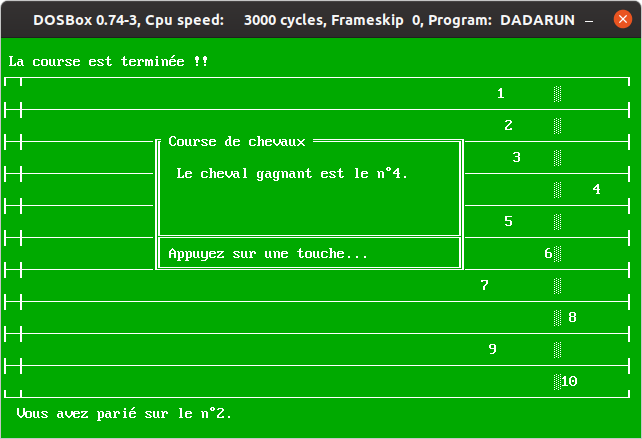 DOSBox 0.74-3, Cpu speed: 3000 cycles, Frameskip 0, Program: DADARUN
La course est terminée !!
1
2
Course de chevaux
3
Le cheval gagnant est le n°4.
4
5
Appuyez sur une touche...
6
7
8
9
10
Vous avez parié sur le n°2.